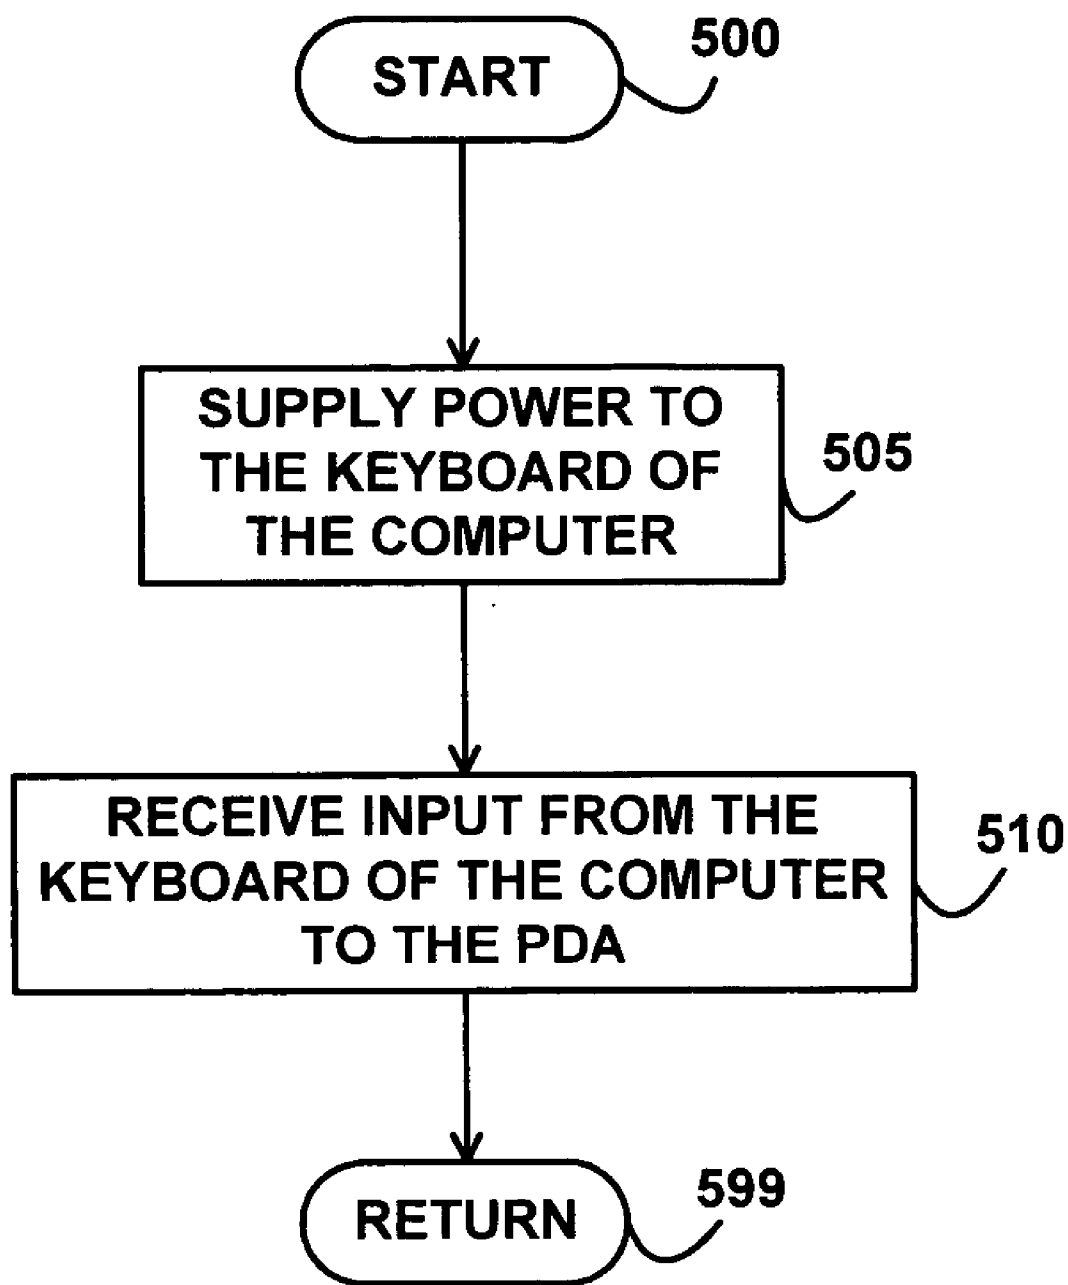 500
START
SUPPLY POWER TO
THE KEYBOARD OF
THE COMPUTER
505
RECEIVE INPUT FROM THE
KEYBOARD OF THE COMPUTER
TO THE PDA
510
599
RETURN